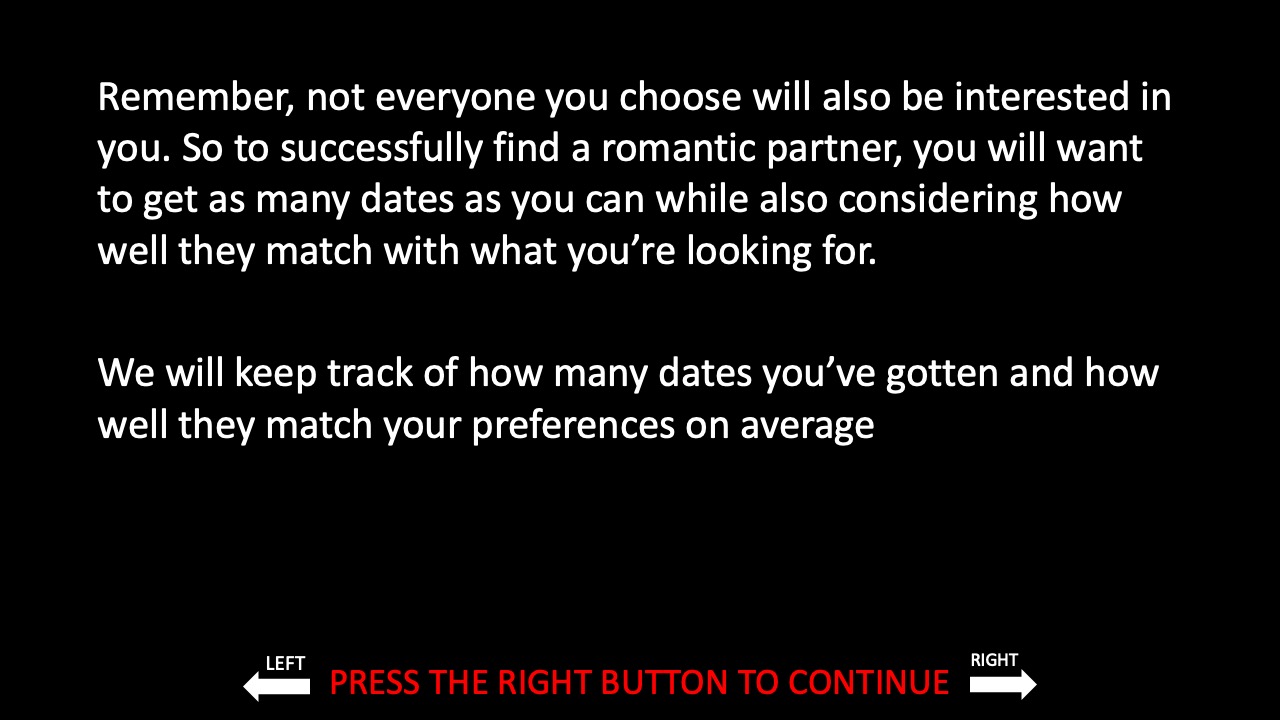 Remember, not everyone you choose will also be interested in
you. So to successfully find a romantic partner, you will want
to get as many dates as you can while also considering how
well they match with what you’re looking for.
We will keep track of how many dates you’ve gotten and how
well they match your preferences on average
LEFT
PRESS THE RIGHT BUTTON TO CONTINUE
RIGHT